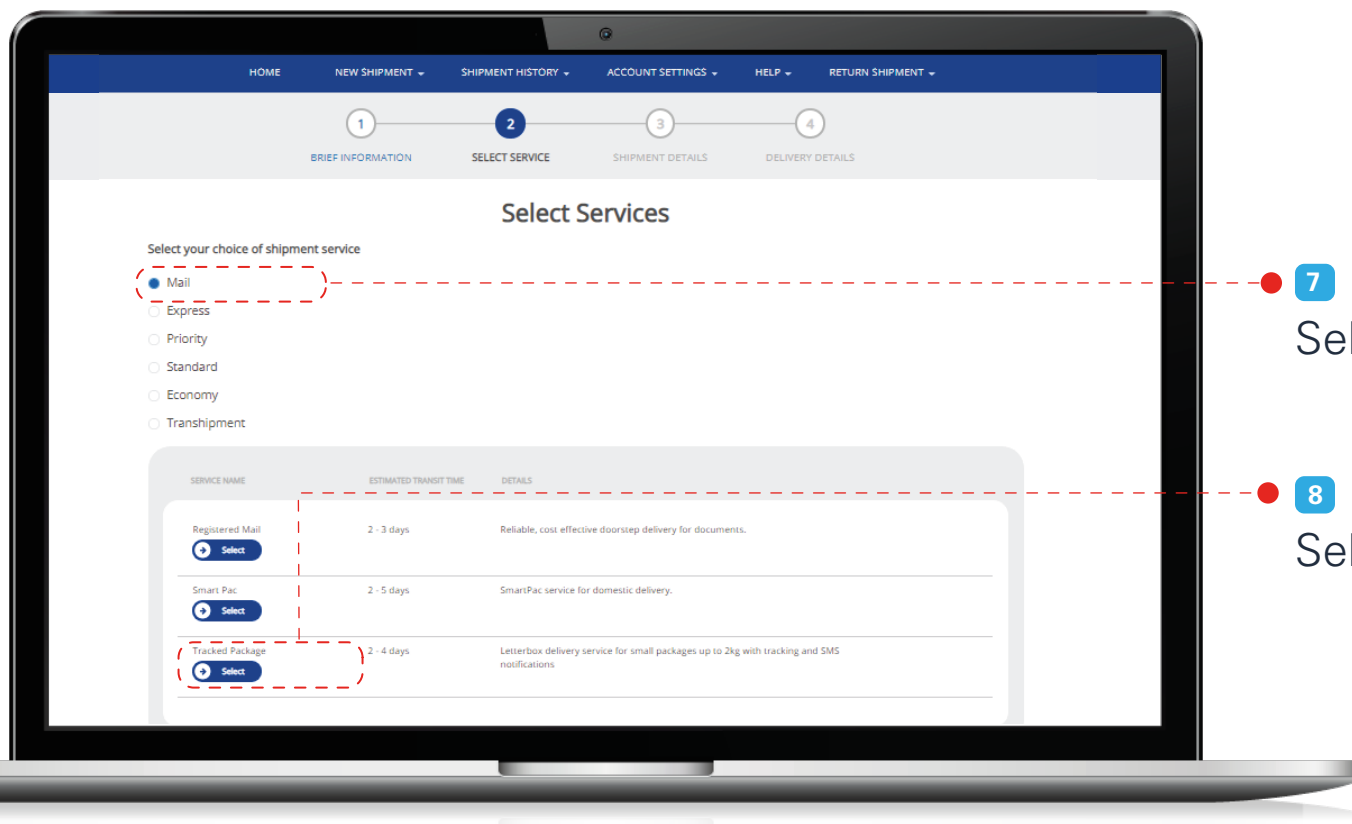 HOME NEW SHIPMENT SHIPMENT HISTORY ACCOUNT SETTINGS HELP RETURN SHIPMENT
1 2 3 4
BRIEF INFORMATION SELECT SERVICE SHIPMENT DETAILS DELIVERY DETAILS
Select Services
Select your choice of shipment service
Mail
Express
Priority
Standard
Economy
Transhipment
SERVICE NAME ESTIMATED TRANSIT TIME DETAILS
Registered Mail 2 - 3 days Reliable, cost effective doorstep delivery for documents.
Select
Smart Pac 2 - 5 days SmartPac service for domestic delivery.
Select
Tracked Package 2 - 4 days Letterbox delivery service for small packages up to 2kg with tracking and SMS
notifications
Select
7
8